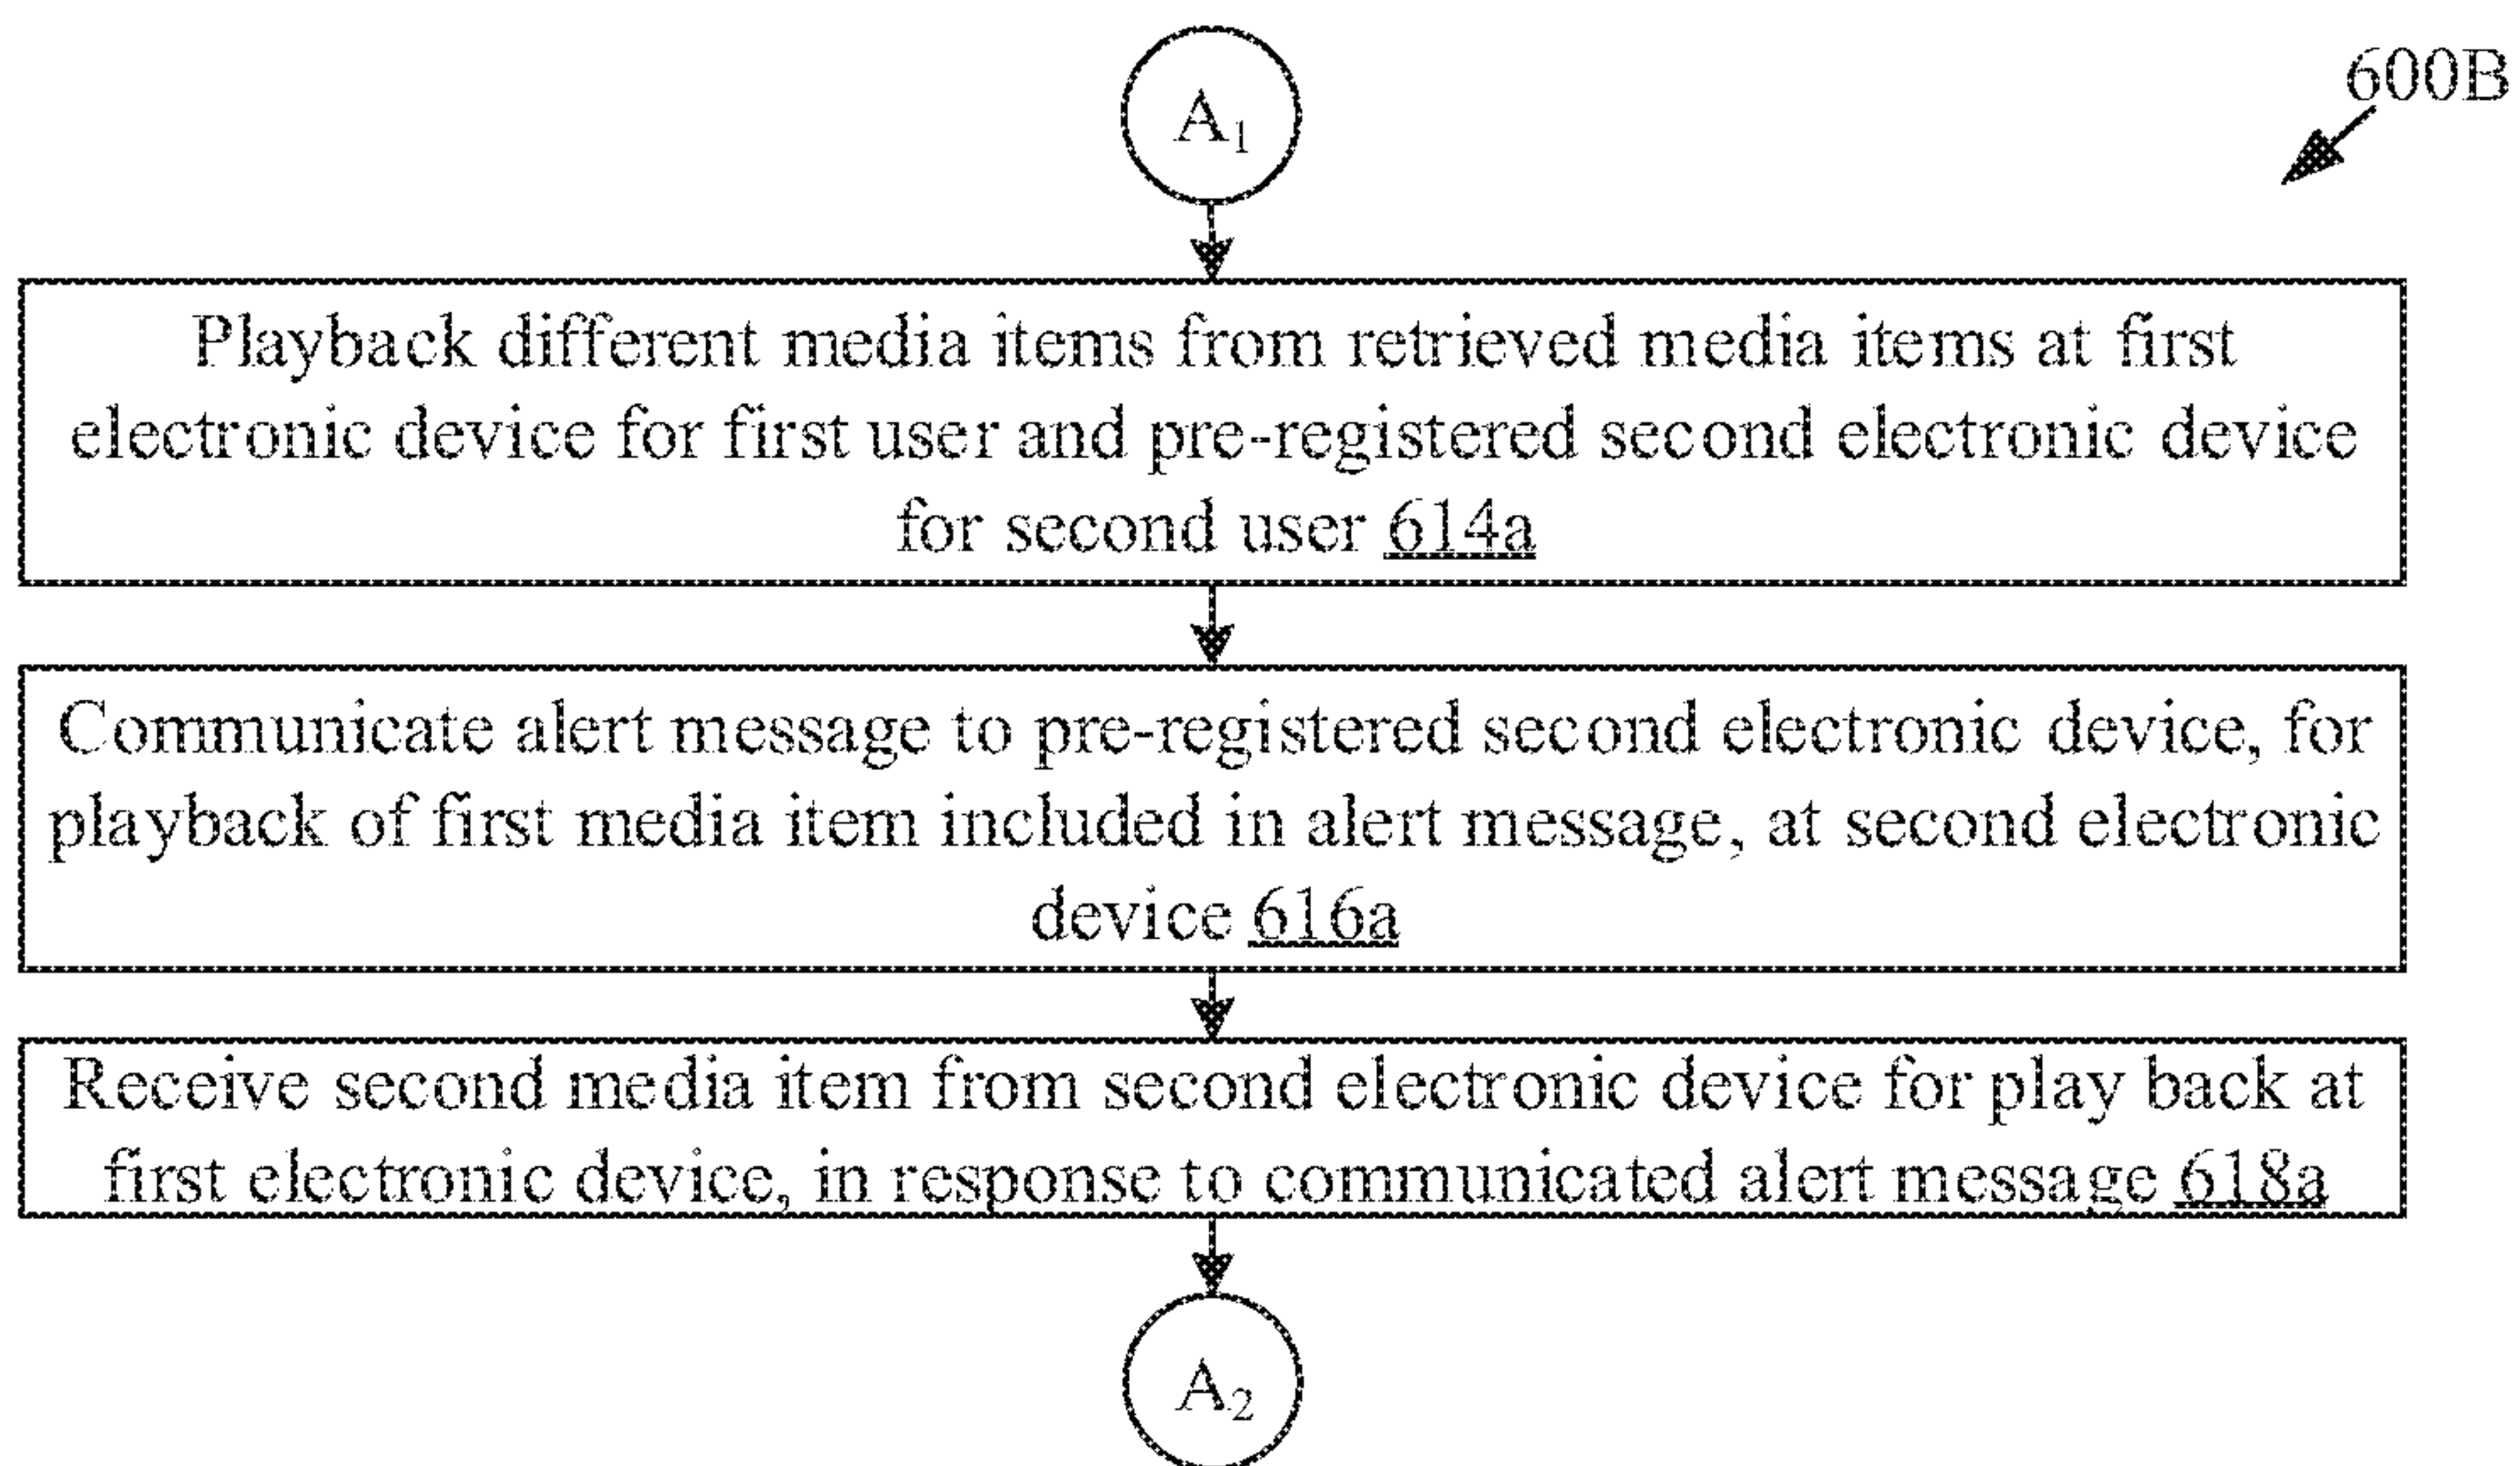 600B
A₁
Playback different media items from retrieved media items at first
electronic device for first user and pre-registered second electronic device
for second user 614a
Communicate alert message to pre-registered second electronic device, for
playback of first media item included in alert message, at second electronic
device 616a
Receive second media item from second electronic device for play back at
first electronic device, in response to communicated alert message 618a
A₂